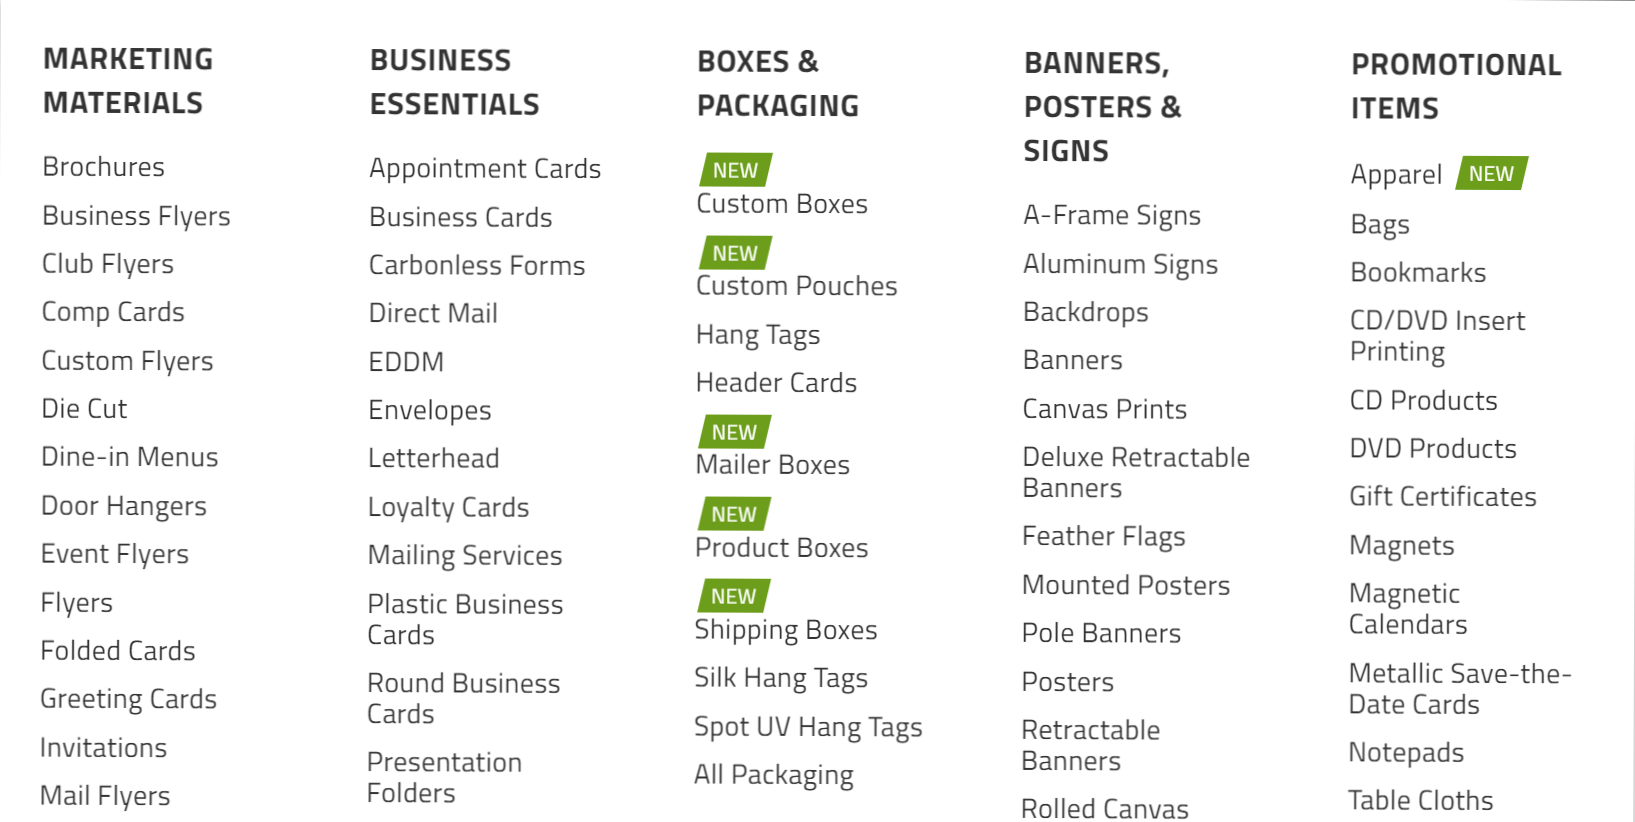 MARKETING
MATERIALS
Brochures
Business Flyers
Club Flyers
Comp Cards
Custom Flyers
Die Cut
Dine-in Menus
Door Hangers
Event Flyers
Flyers
Folded Cards
Greeting Cards
Invitations
Mail Flyers
BUSINESS
ESSENTIALS
Appointment Cards
Business Cards
Carbonless Forms
Direct Mail
EDDM
Envelopes
Letterhead
Loyalty Cards
Mailing Services
Plastic Business
Cards
Round Business
Cards
Presentation
Folders
BOXES &
PACKAGING
NEW
Custom Boxes
NEW
Custom Pouches
Hang Tags
Header Cards
NEW
Mailer Boxes
NEW
Product Boxes
NEW
Shipping Boxes
Silk Hang Tags
Spot UV Hang Tags
All Packaging
BANNERS,
POSTERS &
SIGNS
A-Frame Signs
Aluminum Signs
Backdrops
Banners
Canvas Prints
Deluxe Retractable
Banners
Feather Flags
Mounted Posters
Pole Banners
Posters
Retractable
Banners
Rolled Canvas
PROMOTIONAL
ITEMS
Apparel NEW
Bags
Bookmarks
CD/DVD Insert
Printing
CD Products
DVD Products
Gift Certificates
Magnets
Magnetic
Calendars
Metallic Save-the-
Date Cards
Notepads
Table Cloths